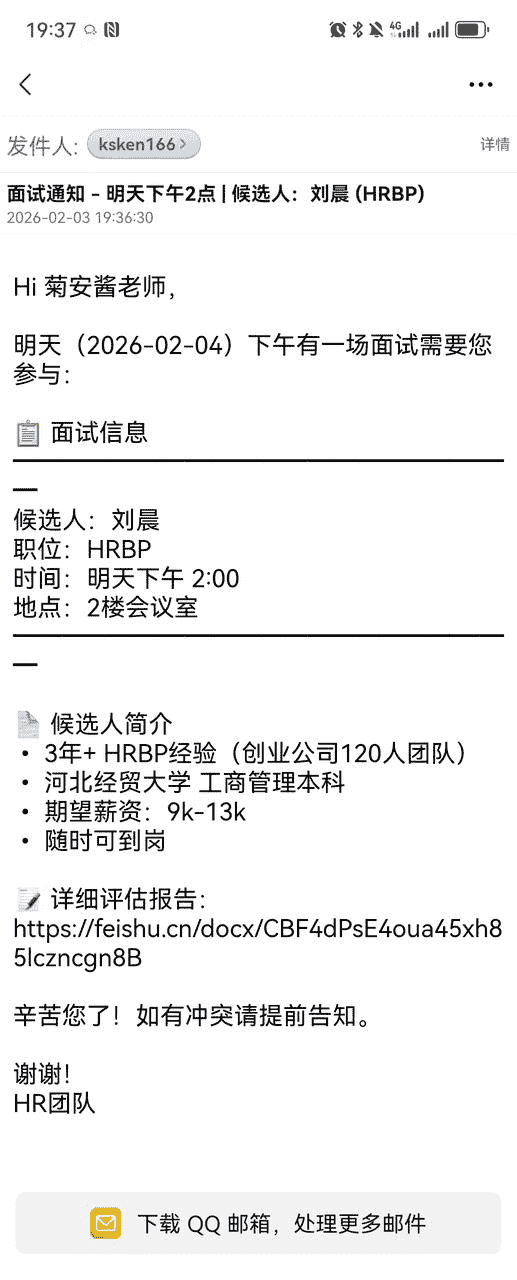 19:37
4G
发件人: ksken166
详情
面试通知 - 明天下午2点 | 候选人：刘晨 (HRBP)
2026-02-03 19:36:30
Hi 菊安酱老师,
明天（2026-02-04）下午有一场面试需要您
参与:
📋 面试信息
候选人：刘晨
职位：HRBP
时间：明天下午 2:00
地点：2楼会议室
📄 候选人简介
• 3年+ HRBP经验（创业公司120人团队）
• 河北经贸大学 工商管理本科
• 期望薪资：9k-13k
• 随时可到岗
📝 详细评估报告:
https://feishu.cn/docx/CBF4dPsE4oua45xh8
5lczncgn8B
辛苦您了！如有冲突请提前告知。
谢谢!
HR团队
下载 QQ 邮箱，处理更多邮件